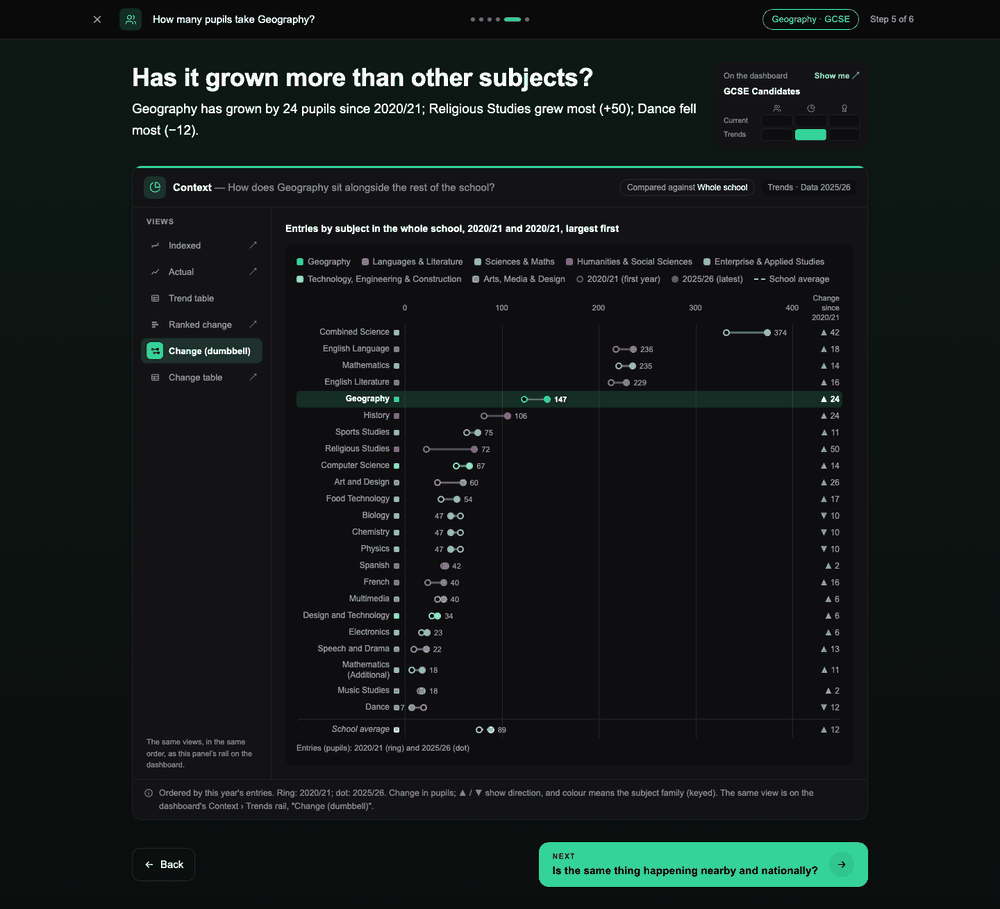 How many pupils take Geography?
Geography · GCSE
Step 5 of 6
Has it grown more than other subjects?
Geography has grown by 24 pupils since 2020/21; Religious Studies grew most (+50); Dance fell
most (−12).
On the dashboard
Show me
GCSE Candidates
Current
Trends
Context — How does Geography sit alongside the rest of the school?
Compared against Whole school
Trends · Data 2025/26
VIEWS
Indexed
Actual
Trend table
Ranked change
Change (dumbbell)
Change table
The same views, in the same
order, as this panel's rail on the
dashboard.
Entries by subject in the whole school, 2020/21 and 2020/21, largest first
Geography Languages & Literature Sciences & Maths Humanities & Social Sciences Enterprise & Applied Studies
Technology, Engineering & Construction Arts, Media & Design 2020/21 (first year) 2025/26 (latest) School average
0 100 200 300 400 Change
since
2020/21
Combined Science 374 ▲ 42
English Language 236 ▲ 18
Mathematics 235 ▲ 14
English Literature 229 ▲ 16
Geography 147 ▲ 24
History 106 ▲ 24
Sports Studies 75 ▲ 11
Religious Studies 72 ▲ 50
Computer Science 67 ▲ 14
Art and Design 60 ▲ 26
Food Technology 54 ▲ 17
Biology 47 ▼ 10
Chemistry 47 ▼ 10
Physics 47 ▼ 10
Spanish 42 ▲ 2
French 40 ▲ 16
Multimedia 40 ▲ 6
Design and Technology 34 ▲ 6
Electronics 23 ▲ 6
Speech and Drama 22 ▲ 13
Mathematics
(Additional) 18 ▲ 11
Music Studies 18 ▲ 2
Dance 7 ▼ 12
School average 89 ▲ 12
Entries (pupils): 2020/21 (ring) and 2025/26 (dot)
Ordered by this year's entries. Ring: 2020/21; dot: 2025/26. Change in pupils; ▲ / ▼ show direction, and colour means the subject family (keyed). The same view is on the
dashboard's Context › Trends rail, "Change (dumbbell)".
Back
NEXT
Is the same thing happening nearby and nationally?